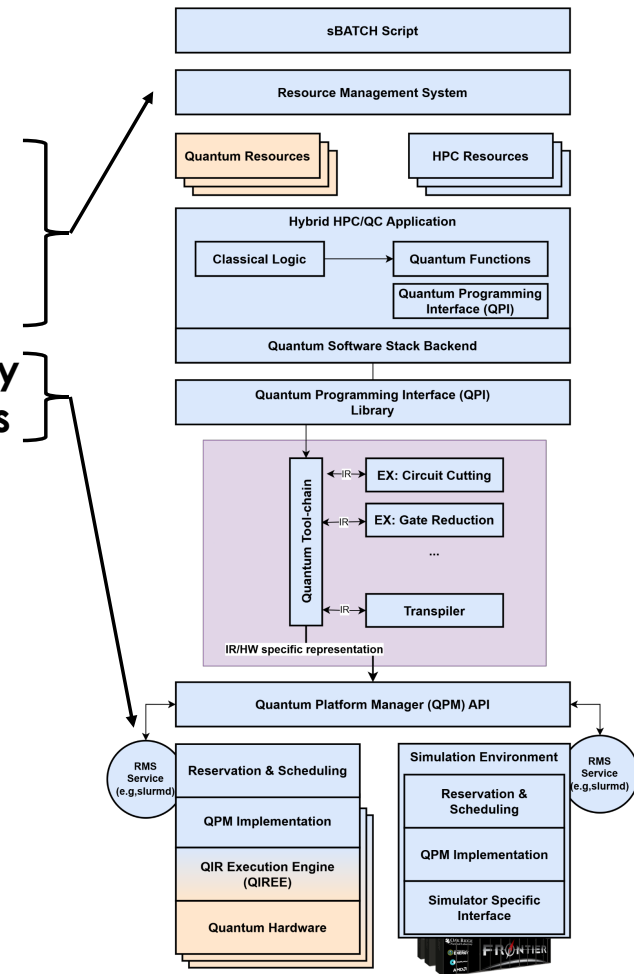 sBATCH Script
Resource Management System
Quantum Resources
HPC Resources
Hybrid HPC/QC Application
Classical Logic
Quantum Functions
Quantum Programming
Interface (QPI)
Quantum Software Stack Backend
y
s
Quantum Programming Interface (QPI)
Library
Quantum Tool-chain
IR
EX: Circuit Cutting
IR
EX: Gate Reduction
...
IR
Transpiler
IR/HW specific representation
Quantum Platform Manager (QPM) API
RMS
Service
(e.g,slurmd)
Reservation & Scheduling
QPM Implementation
QIR Execution Engine
(QIREE)
Quantum Hardware
Simulation Environment
Reservation &
Scheduling
QPM Implementation
Simulator Specific
Interface
RMS
Service
(e.g,slurmd)
OAK RIDGE
ENERGY
AMD
FRONTIER